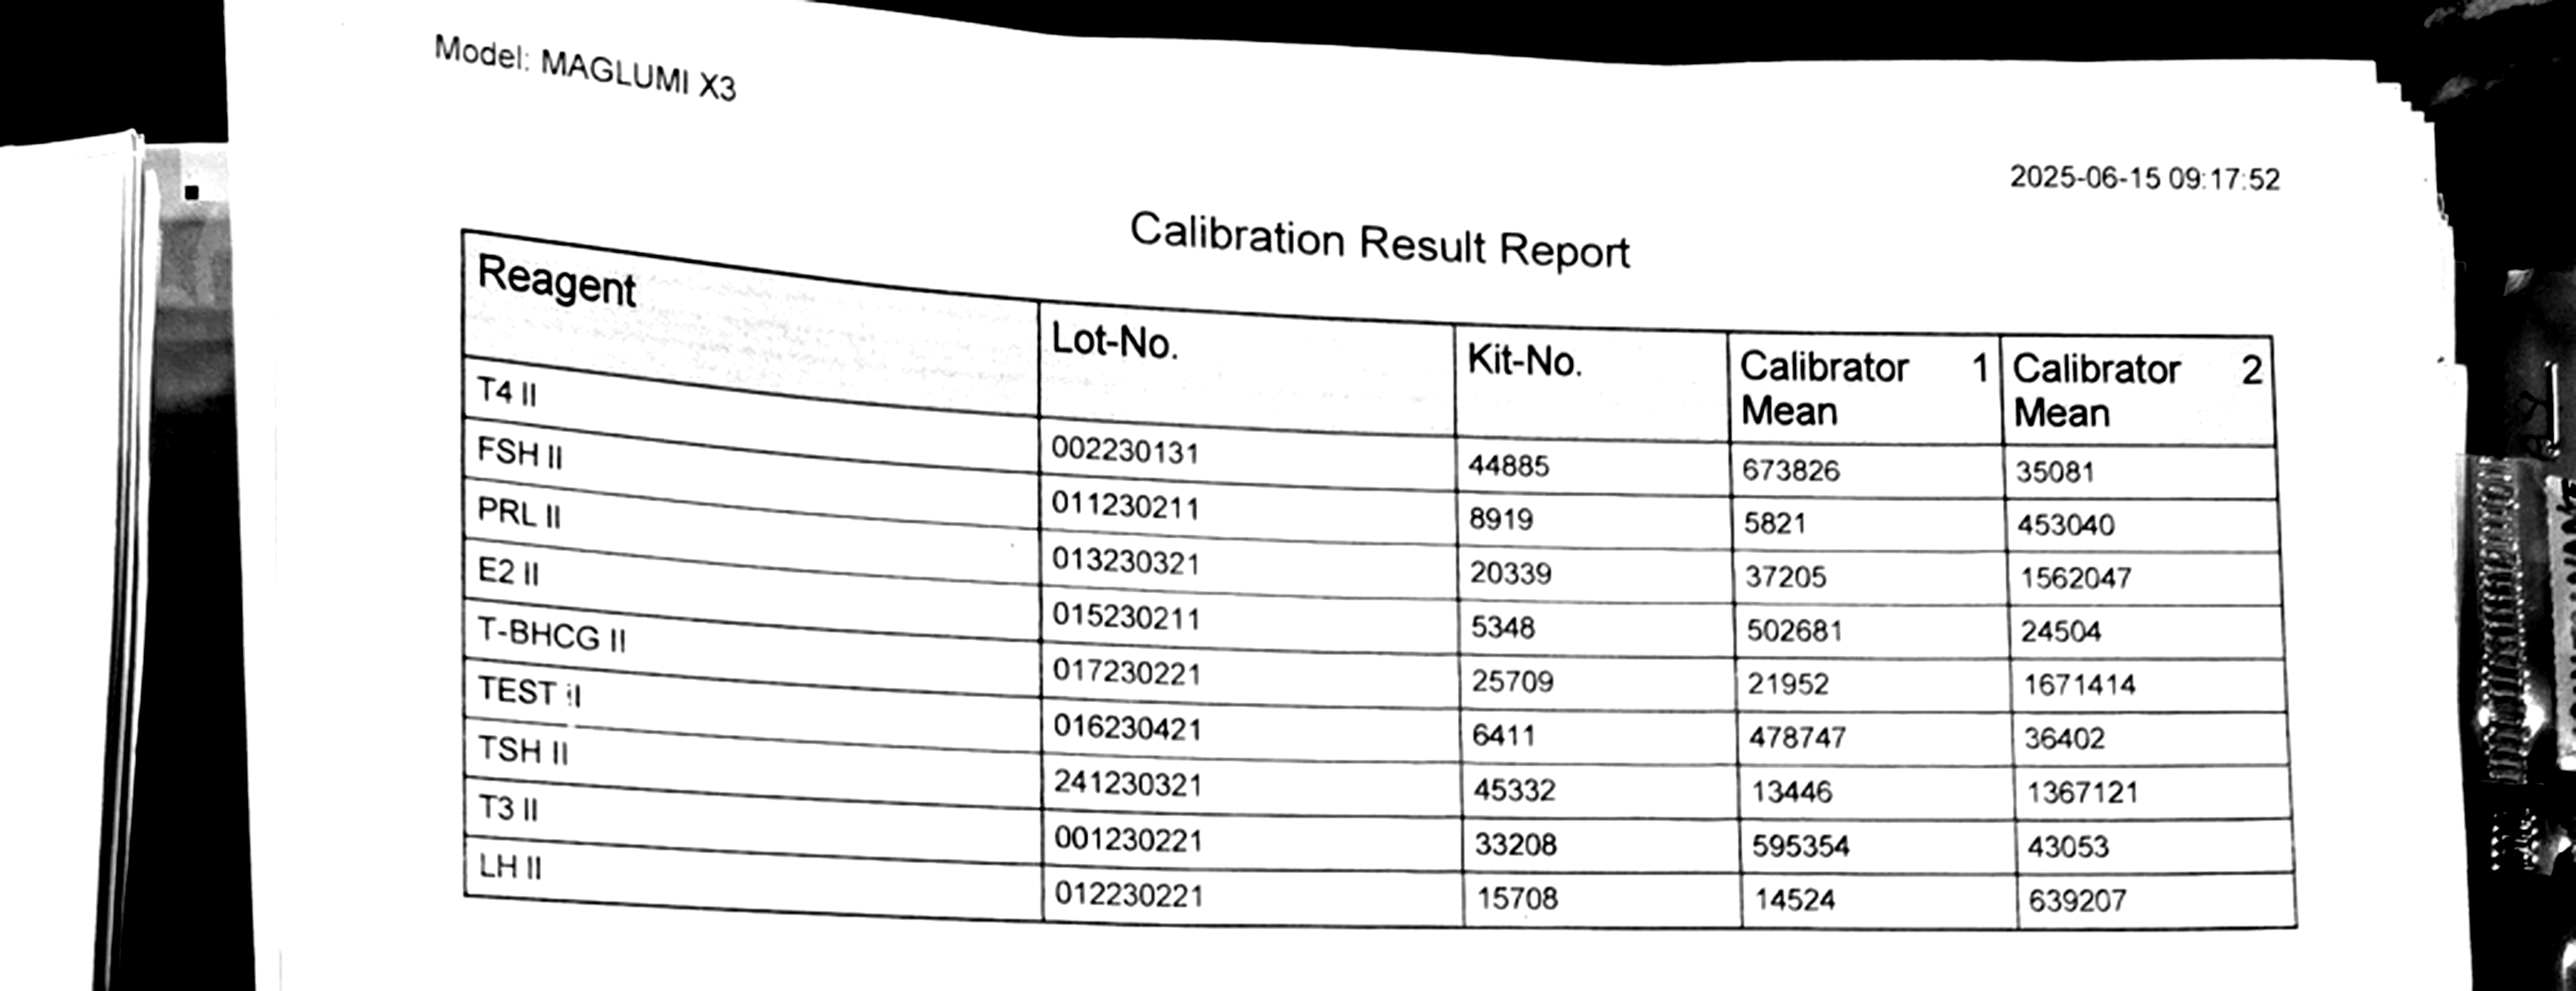 Model: MAGLUMI X3
2025-06-15 09:17:52
Calibration Result Report
Reagent Lot-No. Kit-No. Calibrator 1 Mean Calibrator 2 Mean
T4 II 002230131 44885 673826 35081
FSH II 011230211 8919 5821 453040
PRL II 013230321 20339 37205 1562047
E2 II 015230211 5348 502681 24504
T-BHCG II 017230221 25709 21952 1671414
TEST II 016230421 6411 478747 36402
TSH II 241230321 45332 13446 1367121
T3 II 001230221 33208 595354 43053
LH II 012230221 15708 14524 639207